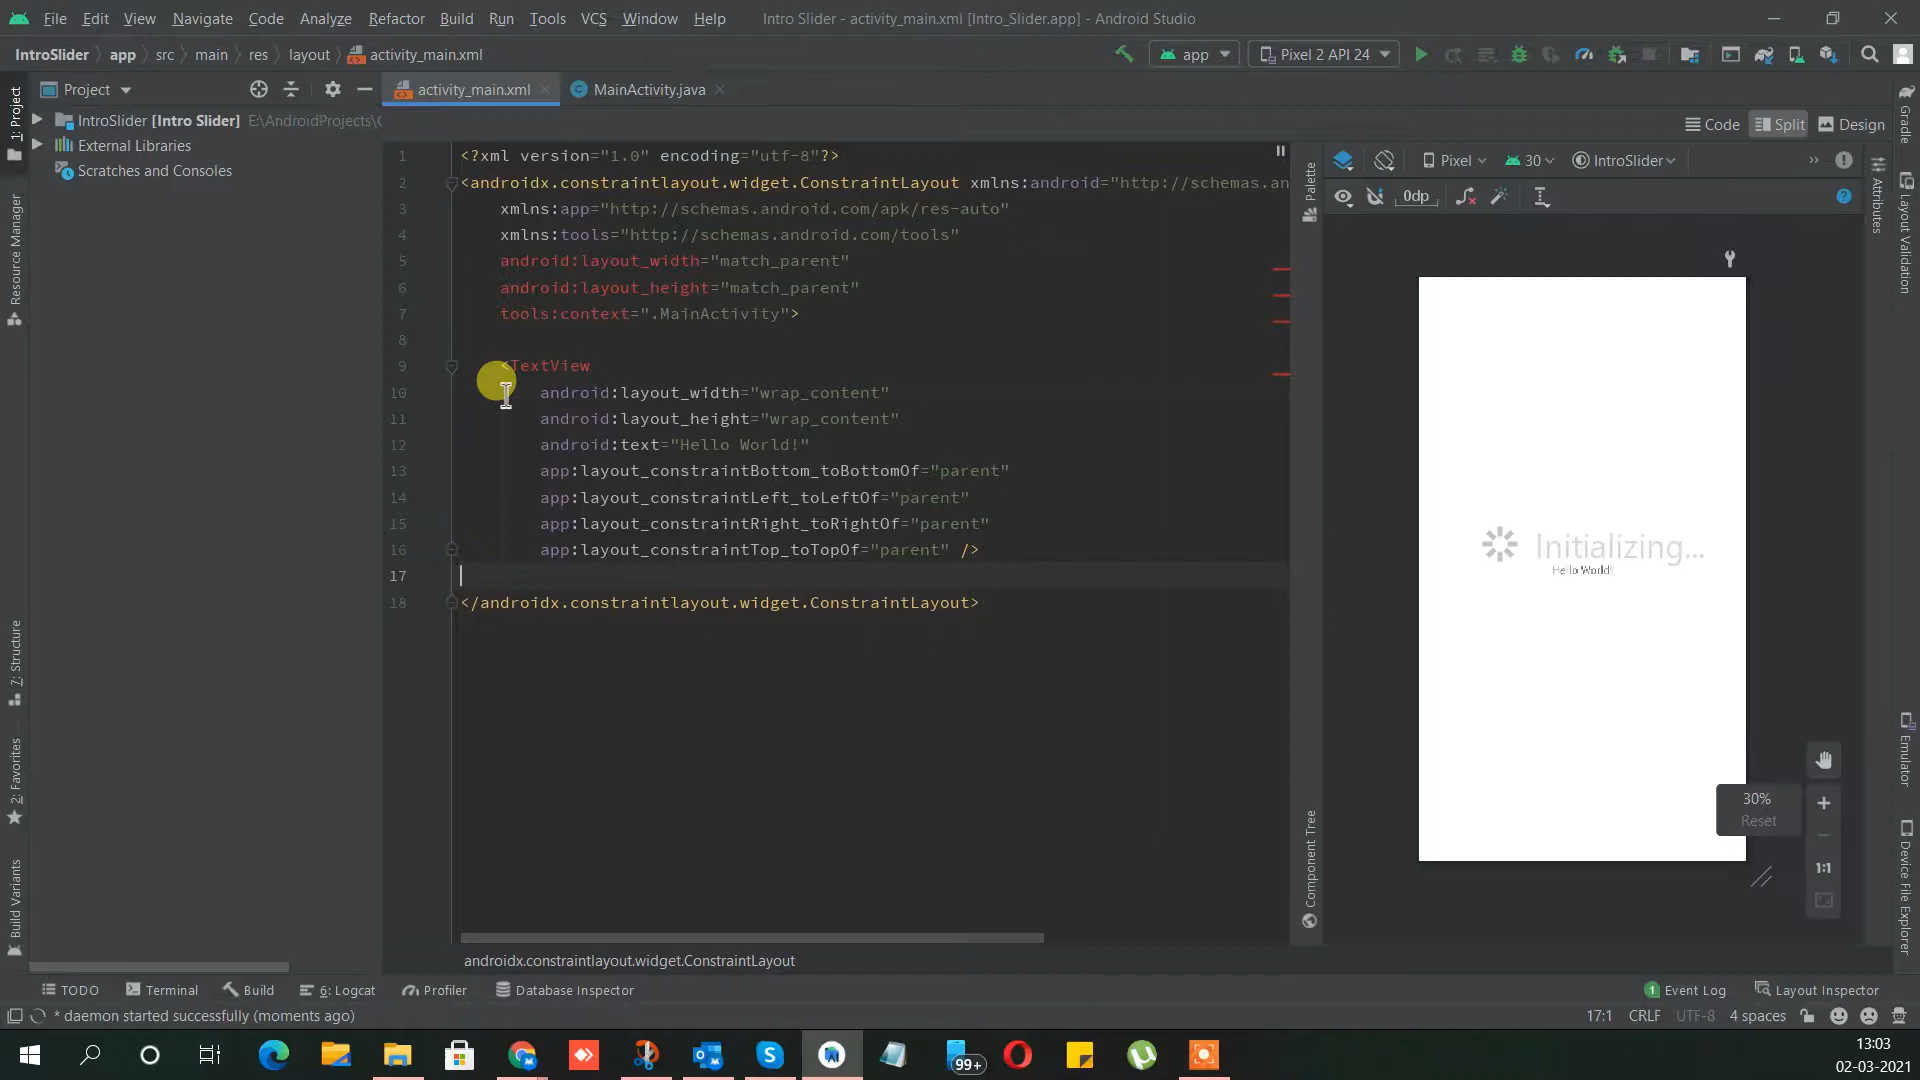 File Edit View Navigate Code Analyze Refactor Build Run Tools VCS Window Help Intro Slider - activity_main.xml [Intro_Slider.app] - Android Studio
IntroSlider app src main res layout activity_main.xml app Pixel 2 API 24
Project activity_main.xml MainActivity.java
IntroSlider [Intro Slider] E:\AndroidProjects\
External Libraries
Scratches and Consoles
Code Split Design
Pixel 30 IntroSlider
0dp
1 <?xml version="1.0" encoding="utf-8"?>
2 <androidx.constraintlayout.widget.ConstraintLayout xmlns:android="http://schemas.an
3 xmlns:app="http://schemas.android.com/apk/res-auto"
4 xmlns:tools="http://schemas.android.com/tools"
5 android:layout_width="match_parent"
6 android:layout_height="match_parent"
7 tools:context=".MainActivity">
8
9 <TextView
10 android:layout_width="wrap_content"
11 android:layout_height="wrap_content"
12 android:text="Hello World!"
13 app:layout_constraintBottom_toBottomOf="parent"
14 app:layout_constraintLeft_toLeftOf="parent"
15 app:layout_constraintRight_toRightOf="parent"
16 app:layout_constraintTop_toTopOf="parent" />
17
18 </androidx.constraintlayout.widget.ConstraintLayout>
Initializing...
Hello World!
30%
Reset
1:1
1: Project
Resource Manager
7: Structure
2: Favorites
Build Variants
Palette
Component Tree
Attributes
Gradle
Layout Validation
Emulator
Device File Explorer
androidx.constraintlayout.widget.ConstraintLayout
TODO Terminal Build 6: Logcat Profiler Database Inspector 1 Event Log Layout Inspector
* daemon started successfully (moments ago) 17:1 CRLF UTF-8 4 spaces
99+
13:03
02-03-2021